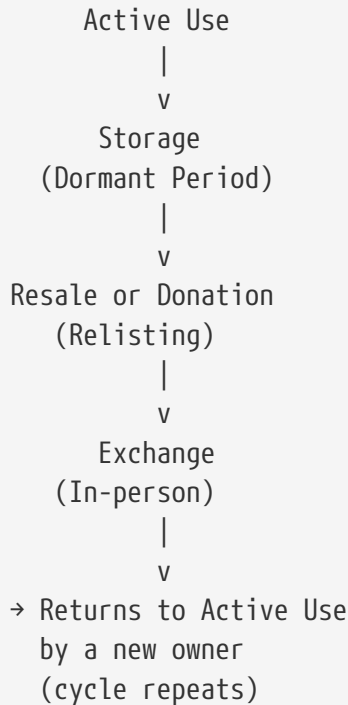 Active Use
|
v
Storage
(Dormant Period)
|
v
Resale or Donation
(Relisting)
|
v
Exchange
(In-person)
|
v
→ Returns to Active Use
by a new owner
(cycle repeats)